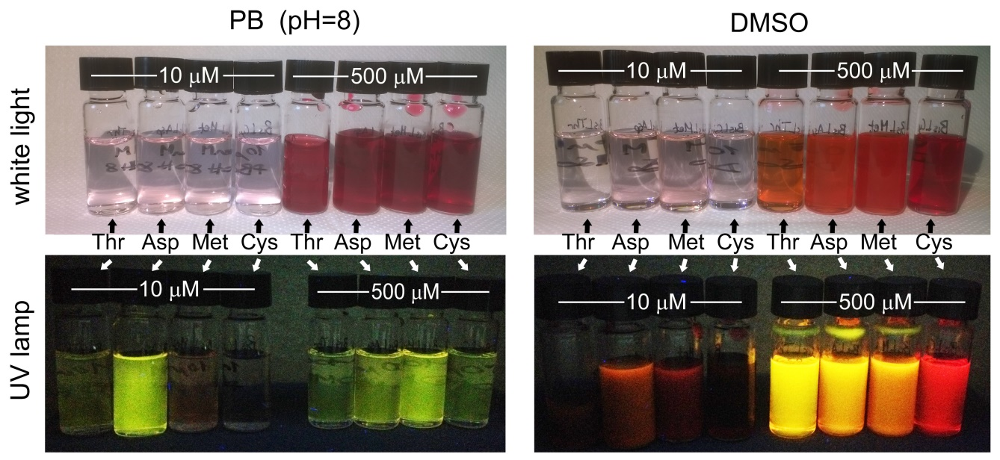 PB (pH=8)
DMSO
white light
10 µM
500 µM
10 µM
500 µM
Thr Asp Met Cys Thr Asp Met Cys
Thr Asp Met Cys Thr Asp Met Cys
UV lamp
10 µM
500 µM
10 µM
500 µM